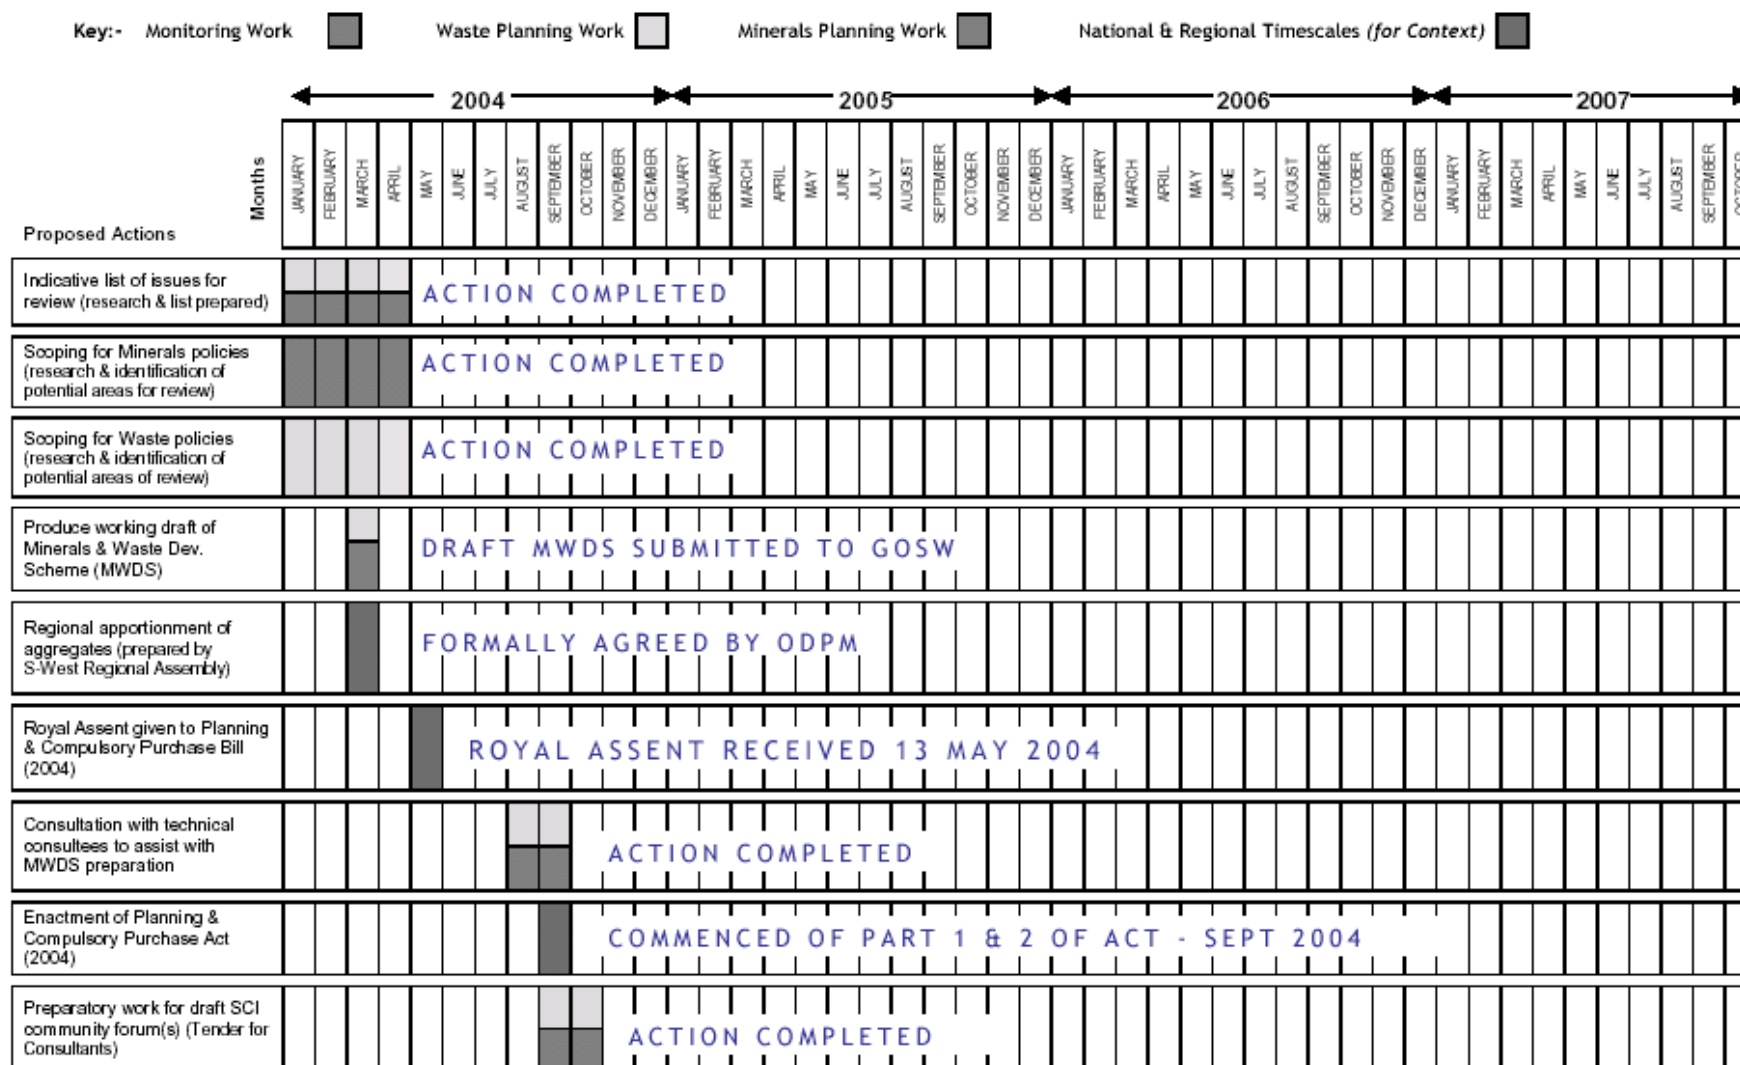 Key:- Monitoring Work Waste Planning Work Minerals Planning Work National & Regional Timescales (for Context)
2004 2005 2006 2007
Months
JANUARY FEBRUARY MARCH APRIL MAY JUNE JULY AUGUST SEPTEMBER OCTOBER NOVEMBER DECEMBER JANUARY FEBRUARY MARCH APRIL MAY JUNE JULY AUGUST SEPTEMBER OCTOBER NOVEMBER DECEMBER JANUARY FEBRUARY MARCH APRIL MAY JUNE JULY AUGUST SEPTEMBER OCTOBER NOVEMBER DECEMBER JANUARY FEBRUARY MARCH APRIL MAY JUNE JULY AUGUST SEPTEMBER OCTOBER
Proposed Actions
Indicative list of issues for
review (research & list prepared)
ACTION COMPLETED
Scoping for Minerals policies
(research & identification of
potential areas for review)
ACTION COMPLETED
Scoping for Waste policies
(research & identification of
potential areas of review)
ACTION COMPLETED
Produce working draft of
Minerals & Waste Dev.
Scheme (MWDS)
DRAFT MWDS SUBMITTED TO GOSW
Regional apportionment of
aggregates (prepared by
S-West Regional Assembly)
FORMALLY AGREED BY ODPM
Royal Assent given to Planning
& Compulsory Purchase Bill
(2004)
ROYAL ASSENT RECEIVED 13 MAY 2004
Consultation with technical
consultees to assist with
MWDS preparation
ACTION COMPLETED
Enactment of Planning &
Compulsory Purchase Act
(2004)
COMMENCED OF PART 1 & 2 OF ACT - SEPT 2004
Preparatory work for draft SCI
community forum(s) (Tender for
Consultants)
ACTION COMPLETED